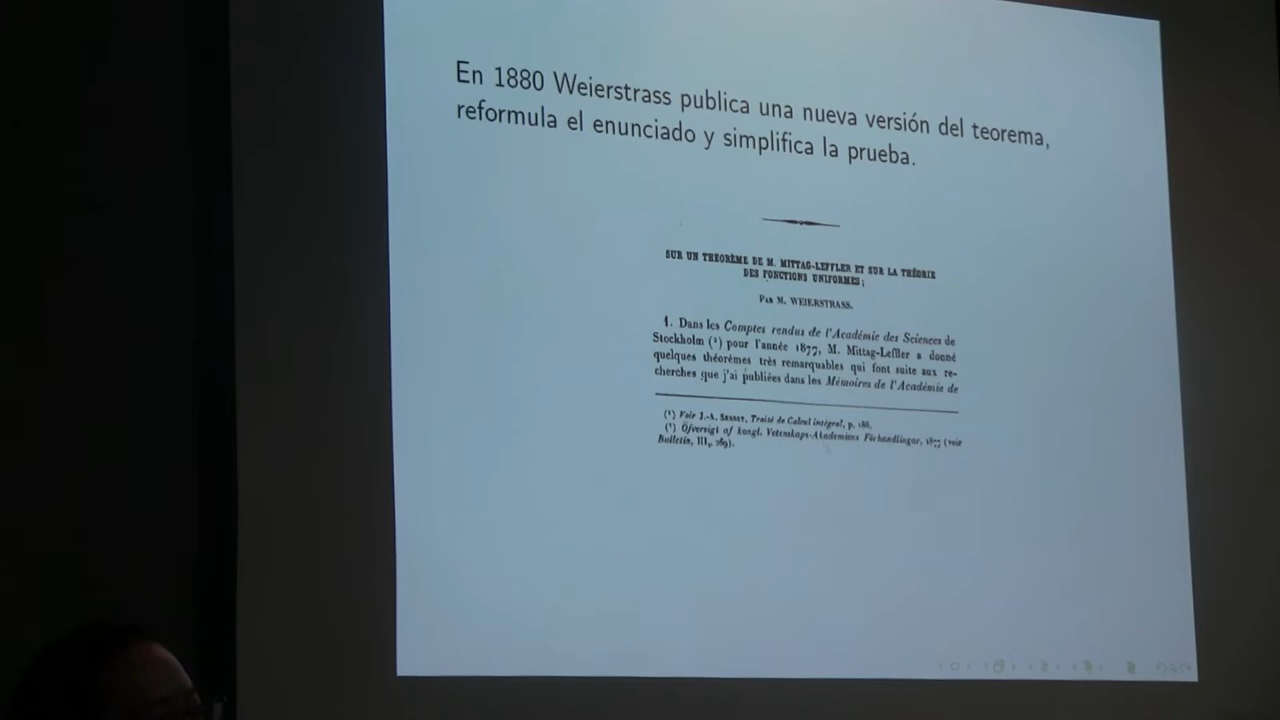 En 1880 Weierstrass publica una nueva versión del teorema,
reformula el enunciado y simplifica la prueba.
SUR UN THÉORÈME DE M. MITTAG-LEFFLER ET SUR LA THÉORIE
DES FONCTIONS UNIFORMES;
PAR M. WEIERSTRASS.
1. Dans les Comptes rendus de l'Académie des Sciences de
Stockholm (¹) pour l'année 1877, M. Mittag-Leffler a donné
quelques théorèmes très remarquables qui font suite aux re-
cherches que j'ai publiées dans les Mémoires de l'Académie de
(¹) Voir J.-A. SERRET, Traité de Calcul intégral, p. 186.
(¹) Öfversigt af kongl. Vetenskaps-Akademiens Förhandlingar, 1877 (voir
Bulletin, III, 269).